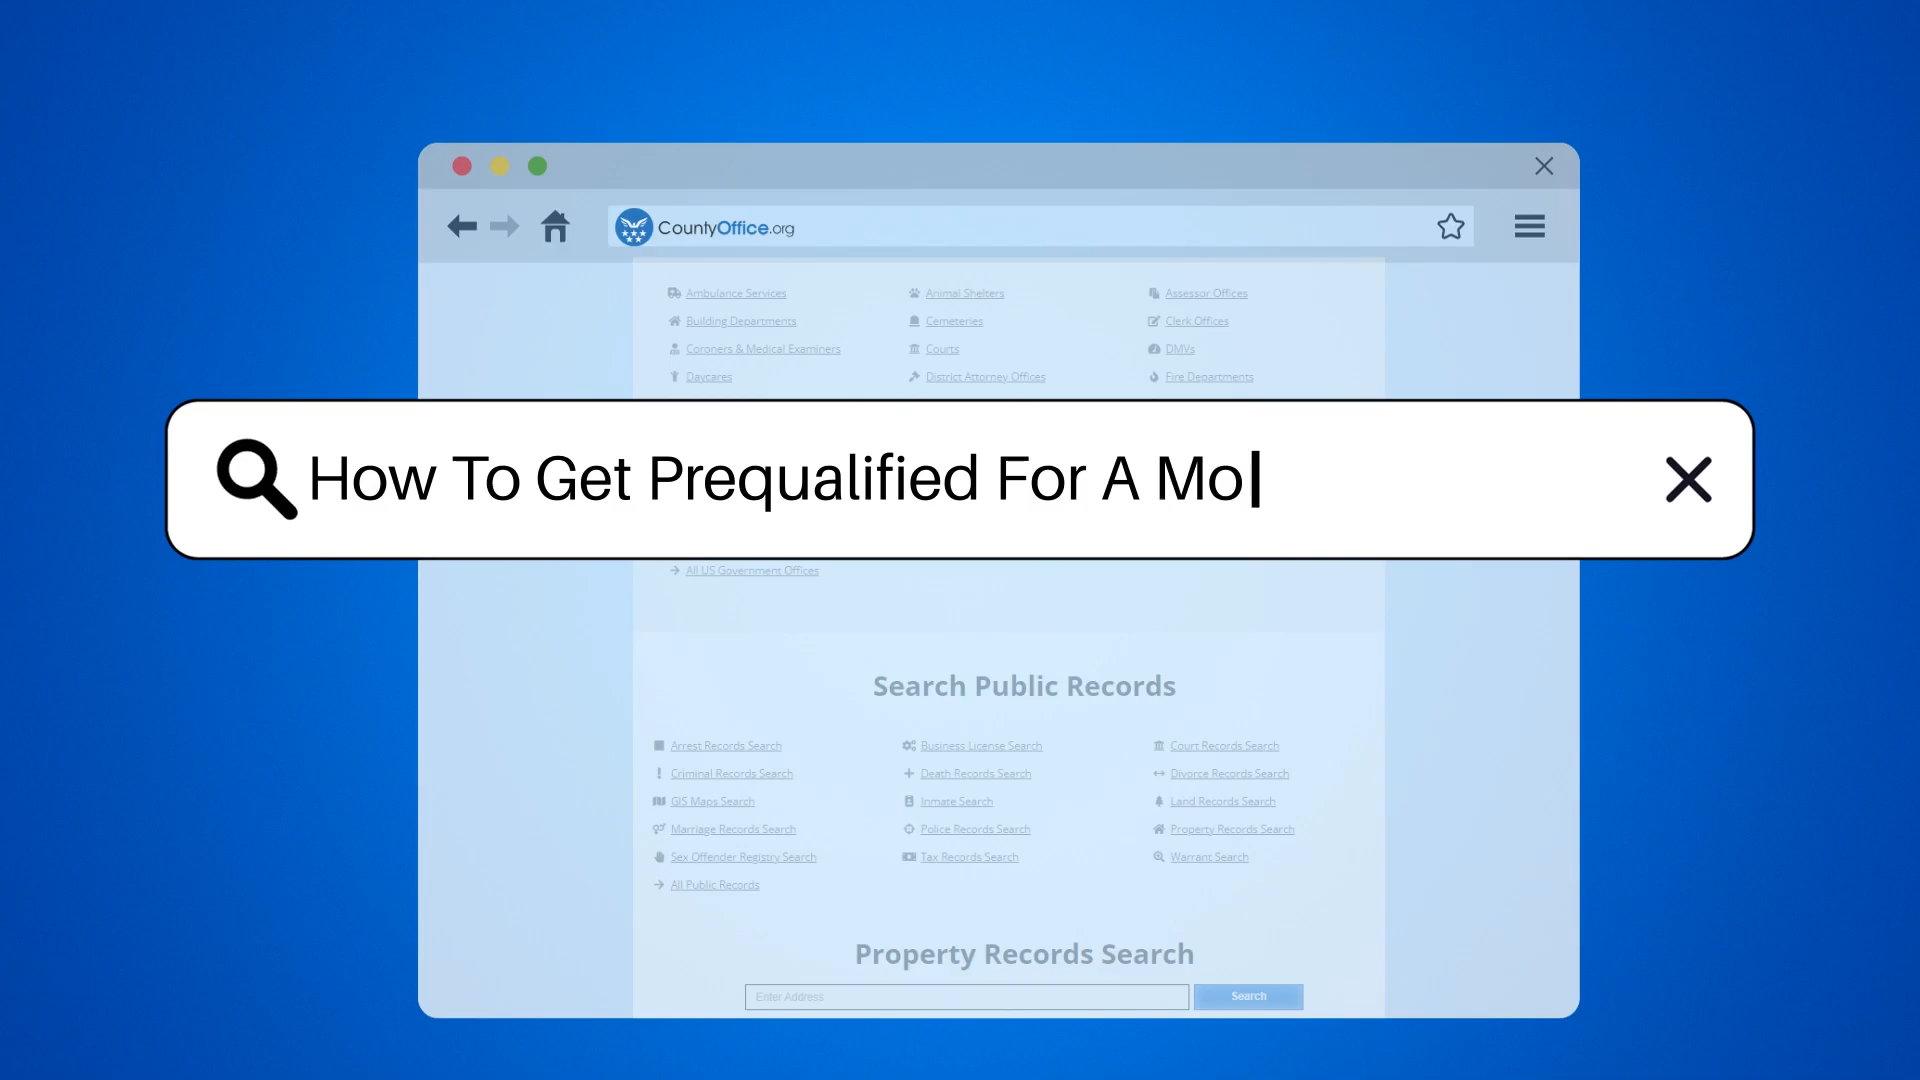 CountyOffice.org
Ambulance Services Animal Shelters Assessor Offices
Building Departments Cemeteries Clerk Offices
Coroners & Medical Examiners Courts DMVs
Daycares District Attorney Offices Fire Departments
How To Get Prequalified For A Mo
All US Government Offices
Search Public Records
Arrest Records Search Business License Search Court Records Search
Criminal Records Search Death Records Search Divorce Records Search
GIS Maps Search Inmate Search Land Records Search
Marriage Records Search Police Records Search Property Records Search
Sex Offender Registry Search Tax Records Search Warrant Search
All Public Records
Property Records Search
Enter Address Search